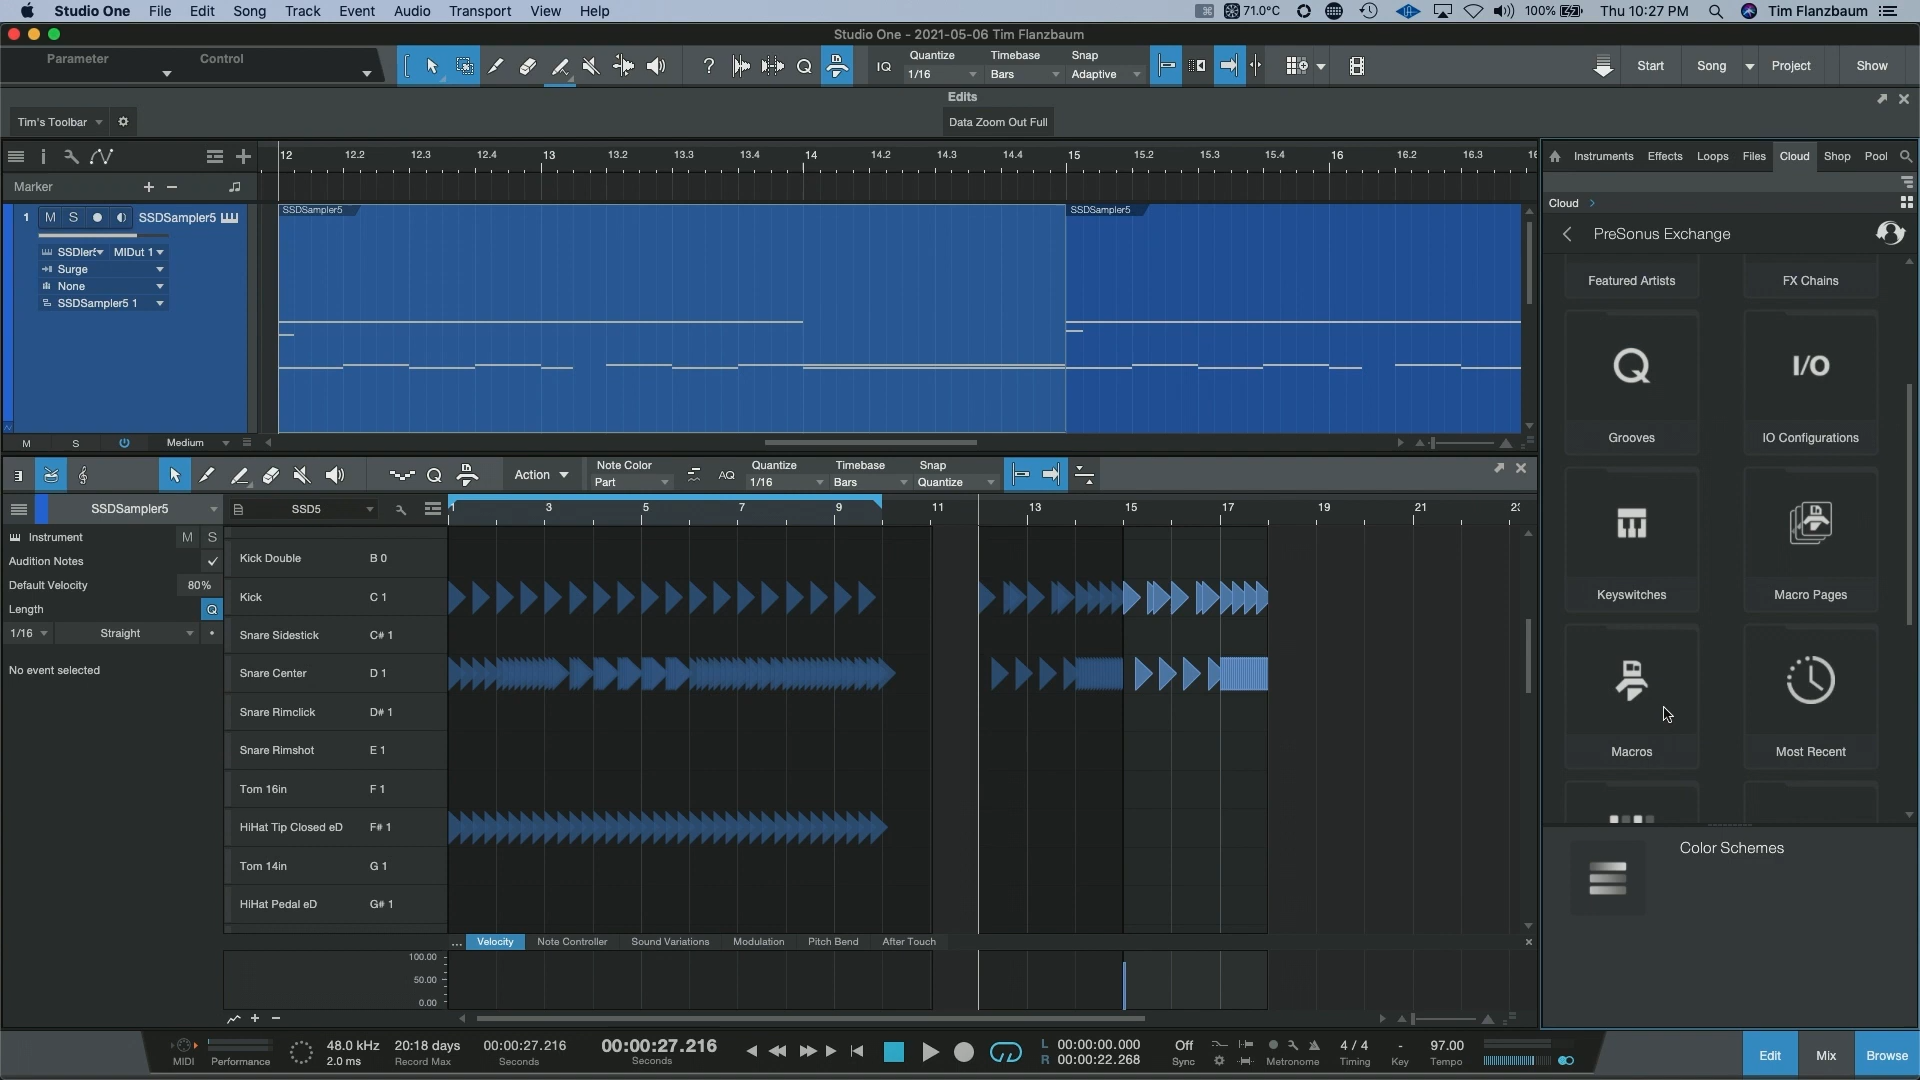 Studio One File Edit Song Track Event Audio Transport View Help 71.0°C 100% Thu 10:27 PM Tim Flanzbaum
Studio One - 2021-05-06 Tim Flanzbaum
Parameter Control
? IQ Quantize 1/16 Timebase Bars Snap Adaptive Start Song Project Show
Edits
Tim's Toolbar Data Zoom Out Full
12 12.2 12.3 12.4 13 13.2 13.3 13.4 14 14.2 14.3 14.4 15 15.2 15.3 15.4 16 16.2 16.3
Instruments Effects Loops Files Cloud Shop Pool
Marker
Cloud
1 M S SSDSampler5
SSDSampler5 SSDSampler5
PreSonus Exchange
SSDIerf MIDut 1
Surge
None
SSDSampler5 1
Featured Artists FX Chains
Q I/O
Grooves IO Configurations
M S Medium
Action Note Color Part AQ Quantize 1/16 Timebase Bars Snap Quantize
SSDSampler5 SSD5
1 3 5 7 9 11 13 15 17 19 21
Instrument M S
Audition Notes
Default Velocity 80%
Length Q
1/16 Straight
No event selected
Kick Double B 0
Kick C 1
Snare Sidestick C# 1
Snare Center D 1
Snare Rimclick D# 1
Snare Rimshot E 1
Tom 16in F 1
HiHat Tip Closed eD F# 1
Tom 14in G 1
HiHat Pedal eD G# 1
Keyswitches Macro Pages
Macros Most Recent
Color Schemes
... Velocity Note Controller Sound Variations Modulation Pitch Bend After Touch
100.00
50.00
0.00
MIDI Performance
48.0 kHz
2.0 ms
20:18 days
Record Max
00:00:27.216
Seconds
00:00:27.216
Seconds
L 00:00:00.000
R 00:00:22.268
Off
Sync
Metronome
4 / 4
Timing
-
Key
97.00
Tempo
Edit Mix Browse